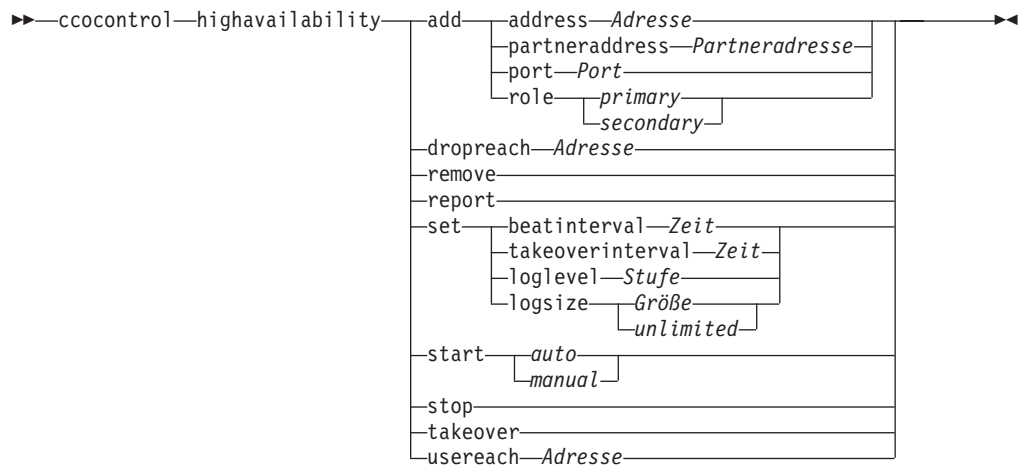 ccocontrol highavailability add address Adresse
partneraddress Partneradresse
port Port
role primary
secondary
dropreach Adresse
remove
report
set beatinterval Zeit
takeoverinterval Zeit
loglevel Stufe
logsize Größe
unlimited
start auto
manual
stop
takeover
usereach Adresse